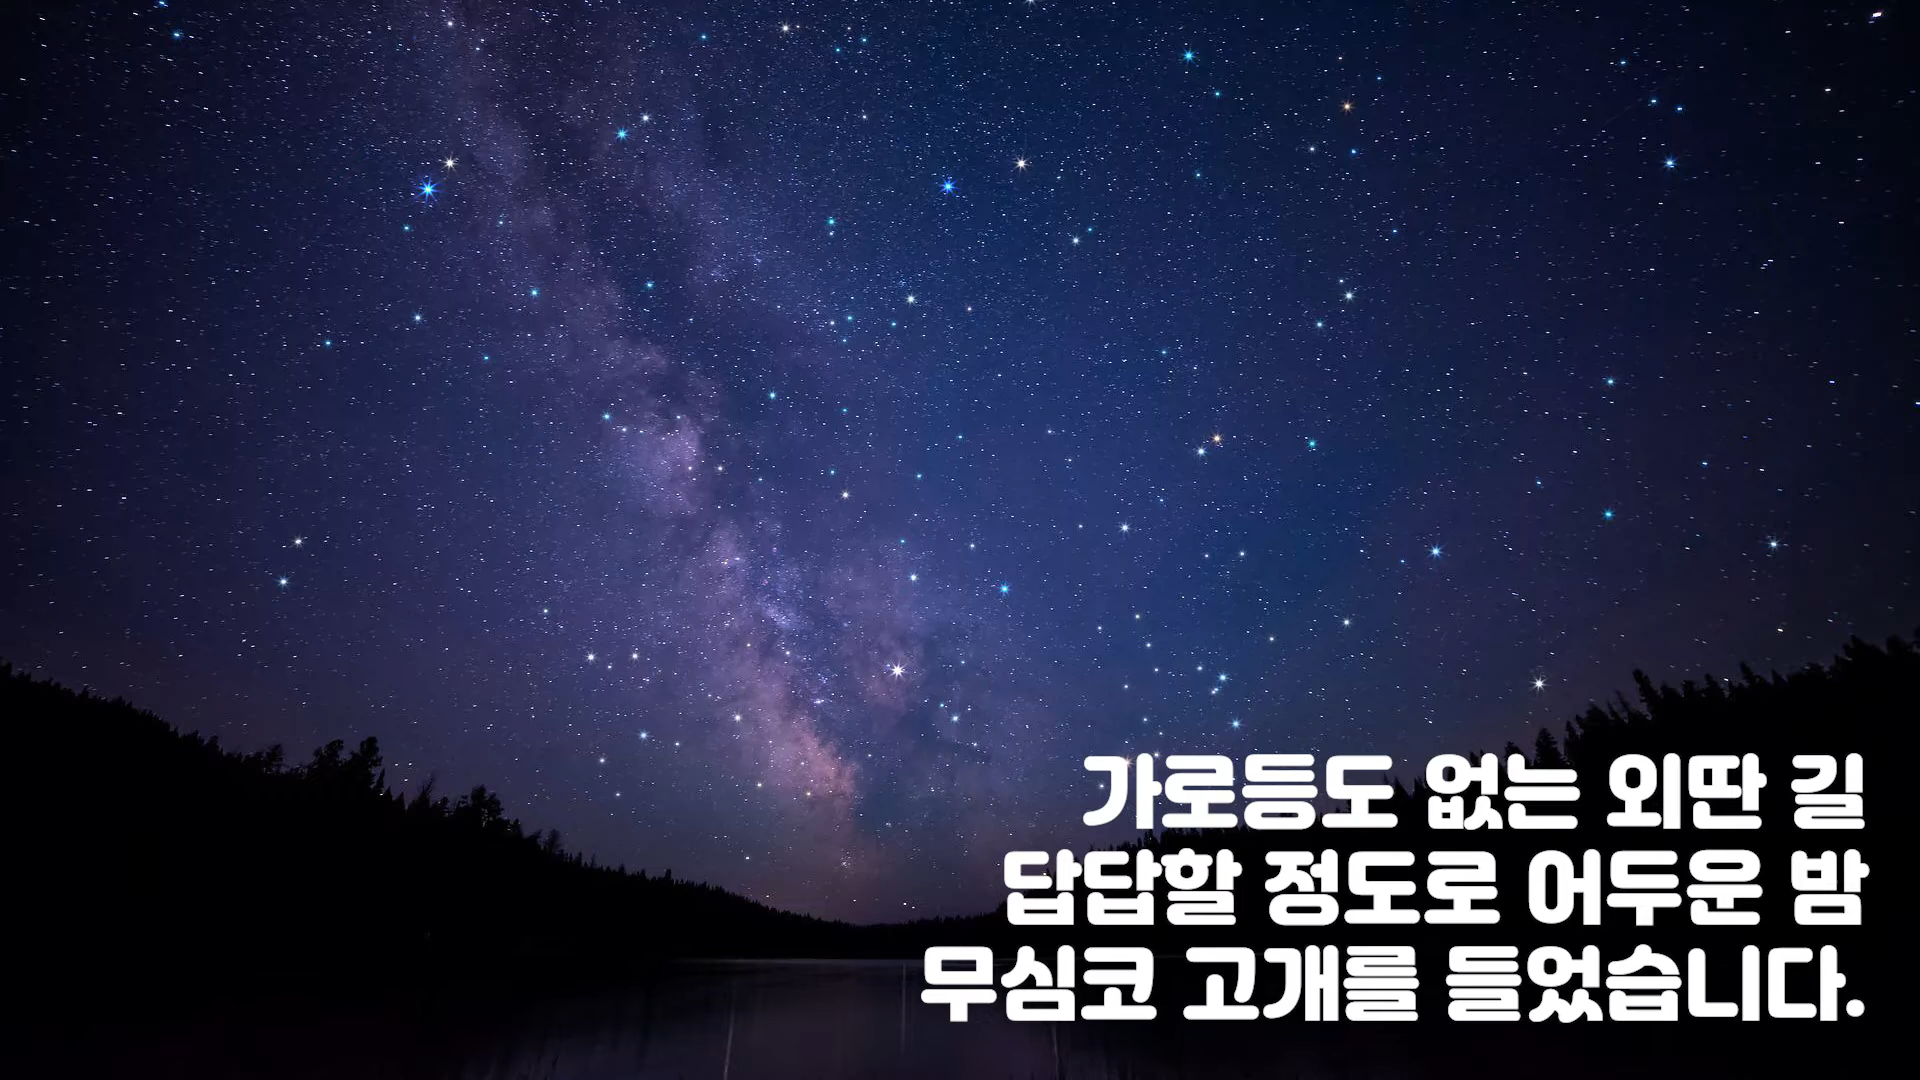 가로등도 없는 외딴 길
답답할 정도로 어두운 밤
무심코 고개를 들었습니다.